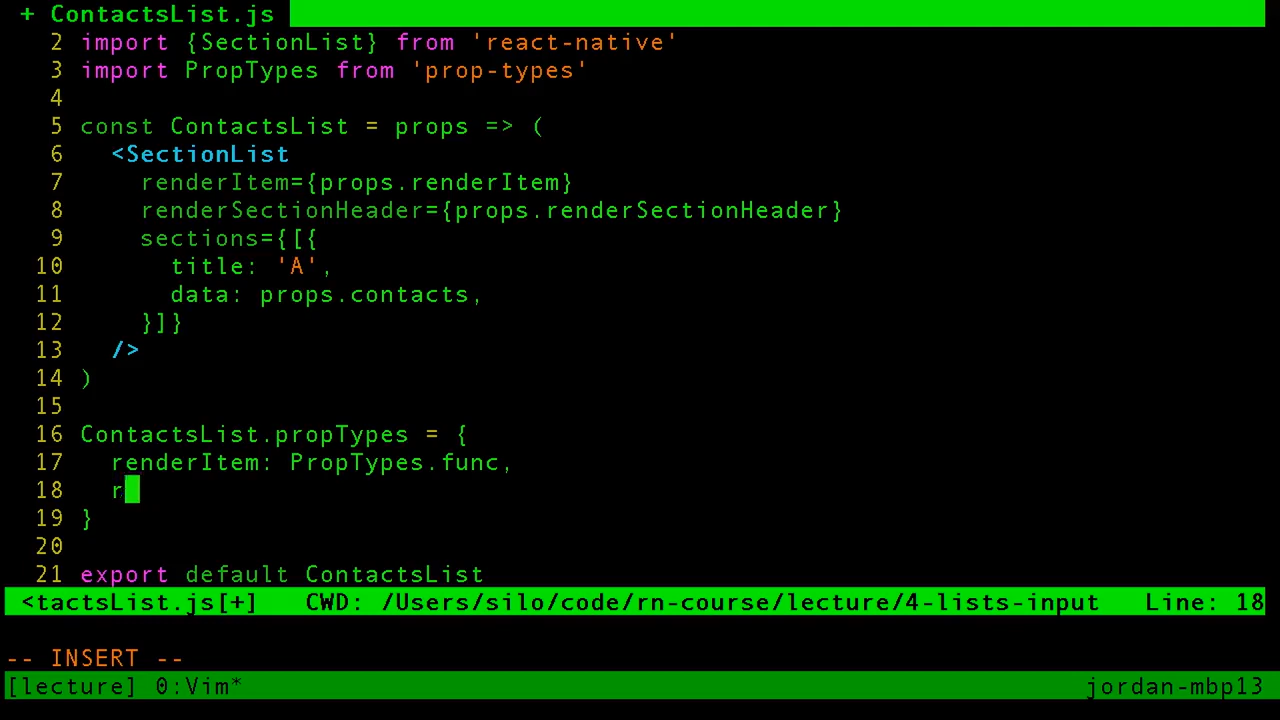 + ContactsList.js
2 import {SectionList} from 'react-native'
3 import PropTypes from 'prop-types'
4
5 const ContactsList = props => (
6   <SectionList
7     renderItem={props.renderItem}
8     renderSectionHeader={props.renderSectionHeader}
9     sections={[{
10       title: 'A',
11       data: props.contacts,
12     }]}
13   />
14 )
15
16 ContactsList.propTypes = {
17   renderItem: PropTypes.func,
18   r
19 }
20
21 export default ContactsList
<tactsList.js[+]   CWD: /Users/silo/code/rn-course/lecture/4-lists-input   Line: 18
-- INSERT --
[lecture] 0:Vim* jordan-mbp13